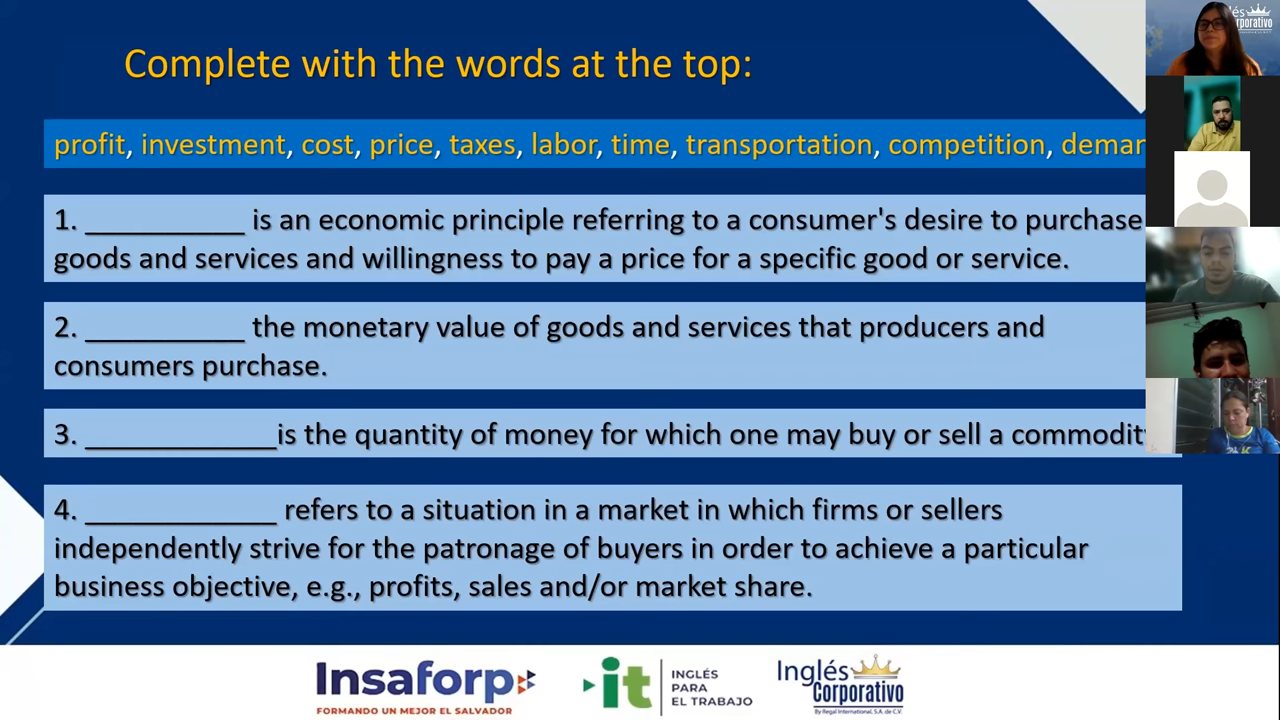 Complete with the words at the top:
profit, investment, cost, price, taxes, labor, time, transportation, competition, demar
1. __________ is an economic principle referring to a consumer's desire to purchase
goods and services and willingness to pay a price for a specific good or service.
2. __________ the monetary value of goods and services that producers and
consumers purchase.
3. ____________is the quantity of money for which one may buy or sell a commodity
4. ____________ refers to a situation in a market in which firms or sellers
independently strive for the patronage of buyers in order to achieve a particular
business objective, e.g., profits, sales and/or market share.
Insaforp
FORMANDO UN MEJOR EL SALVADOR
it
INGLÉS
PARA
EL TRABAJO
Inglés
Corporativo
By Regal International, S.A. de C.V.